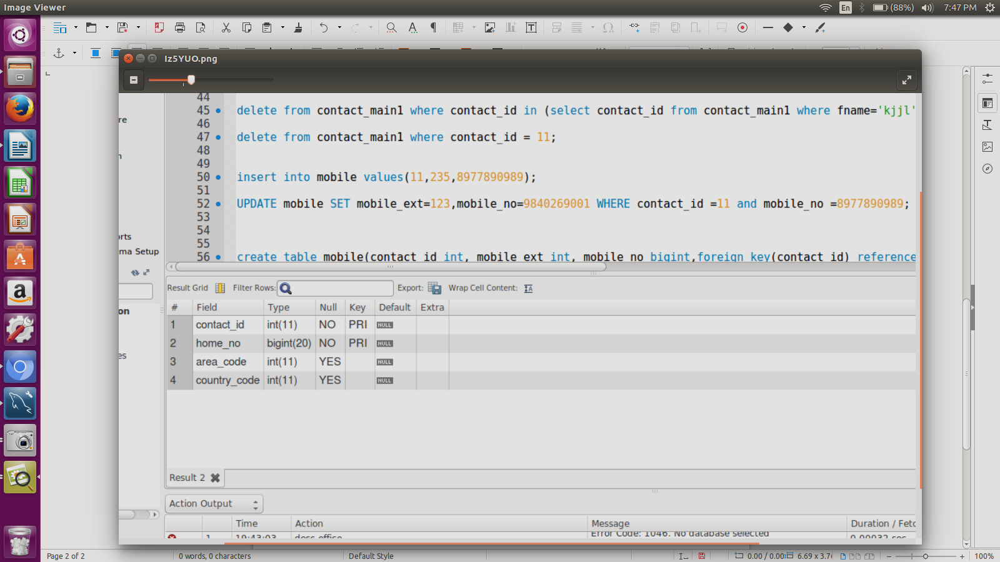 Image Viewer
En
(88%)
7:47 PM
Iz5YUO.png
44
45 delete from contact_main1 where contact_id in (select contact_id from contact_main1 where fname='kjjl'
46
47 delete from contact_main1 where contact_id = 11;
48
49
50 insert into mobile values(11,235,8977890989);
51
52 UPDATE mobile SET mobile_ext=123,mobile_no=9840269001 WHERE contact_id =11 and mobile_no =8977890989;
53
54
55
56 create table mobile(contact_id int, mobile_ext int, mobile_no bigint,foreign key(contact_id) reference
re
n
rts
ma Setup
on
es
Result Grid Filter Rows: Export: Wrap Cell Content:
# Field Type Null Key Default Extra
1 contact_id int(11) NO PRI NULL
2 home_no bigint(20) NO PRI NULL
3 area_code int(11) YES NULL
4 country_code int(11) YES NULL
Result 2
Action Output
Time Action Message Duration / Fetc
1 19:43:03 desc office Error Code: 1046. No database selected 0.00032 sec
Page 2 of 2 0 words, 0 characters Default Style 0.00 / 0.00 6.69 x 3.7 100%